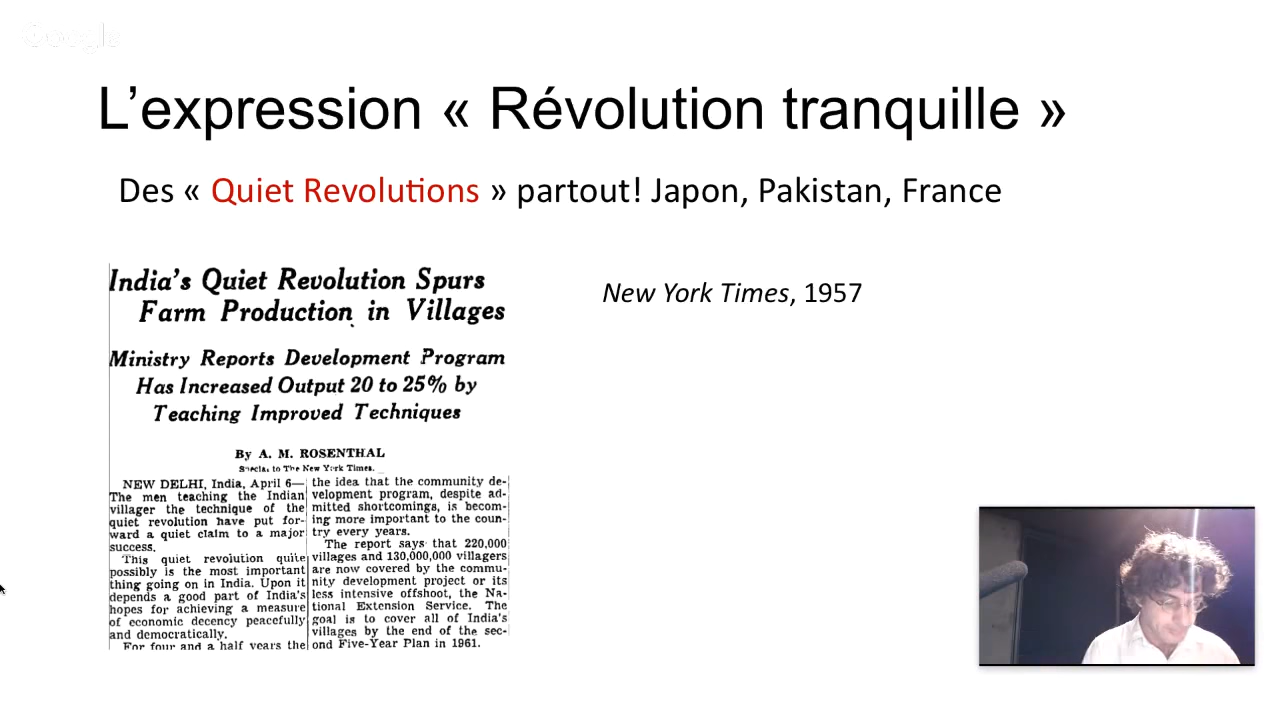 Google
L’expression « Révolution tranquille »
Des « Quiet Revolutions » partout! Japon, Pakistan, France
India’s Quiet Revolution Spurs
Farm Production in Villages
Ministry Reports Development Program
Has Increased Output 20 to 25% by
Teaching Improved Techniques
By A. M. ROSENTHAL
Special to The New York Times.
NEW DELHI, India, April 6—
The men teaching the Indian
villager the technique of the
quiet revolution have put for-
ward a quiet claim to a major
success.
This quiet revolution quite
possibly is the most important
thing going on in India. Upon it
depends a good part of India’s
hopes for achieving a measure
of economic decency peacefully
and democratically.
For four and a half years the
the idea that the community de-
velopment program, despite ad-
mitted shortcomings, is becom-
ing more important to the coun-
try every years.
The report says that 220,000
villages and 130,000,000 villagers
are now covered by the commu-
nity development project or its
less intensive offshoot, the Na-
tional Extension Service. The
goal is to cover all of India’s
villages by the end of the sec-
ond Five-Year Plan in 1961.
New York Times, 1957